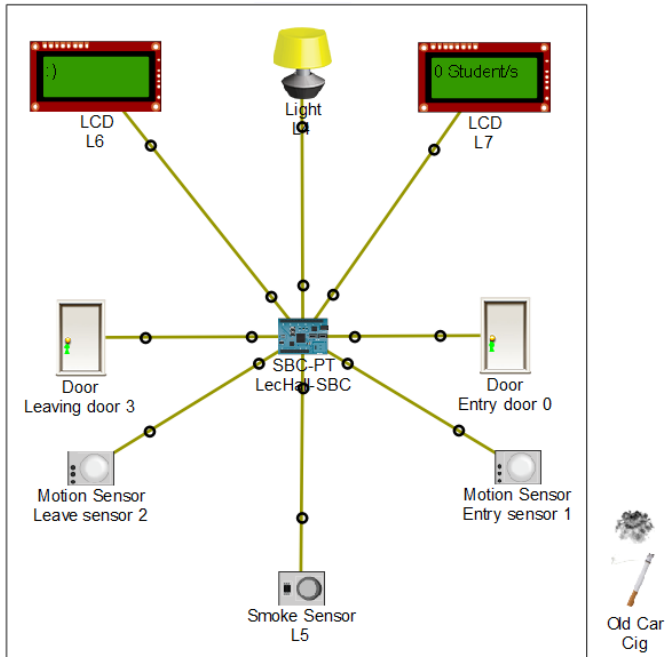 :)
0 Student/s
LCD
L6
Light
L4
LCD
L7
SBC-PT
LecHall-SBC
Door
Leaving door 3
Door
Entry door 0
Motion Sensor
Leave sensor 2
Motion Sensor
Entry sensor 1
Smoke Sensor
L5
Old Car
Cig